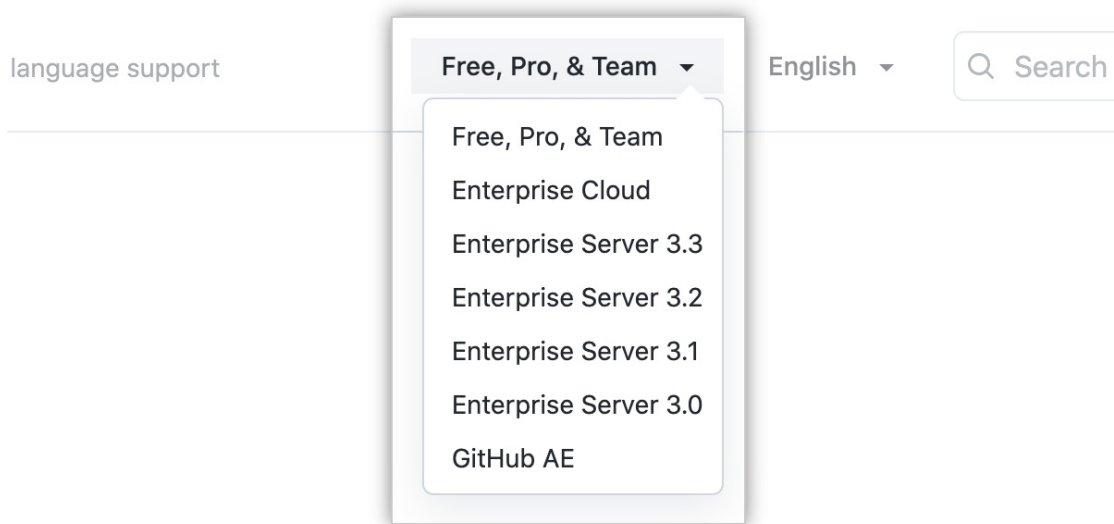 language support
Free, Pro, & Team
English
Search
Free, Pro, & Team
Enterprise Cloud
Enterprise Server 3.3
Enterprise Server 3.2
Enterprise Server 3.1
Enterprise Server 3.0
GitHub AE